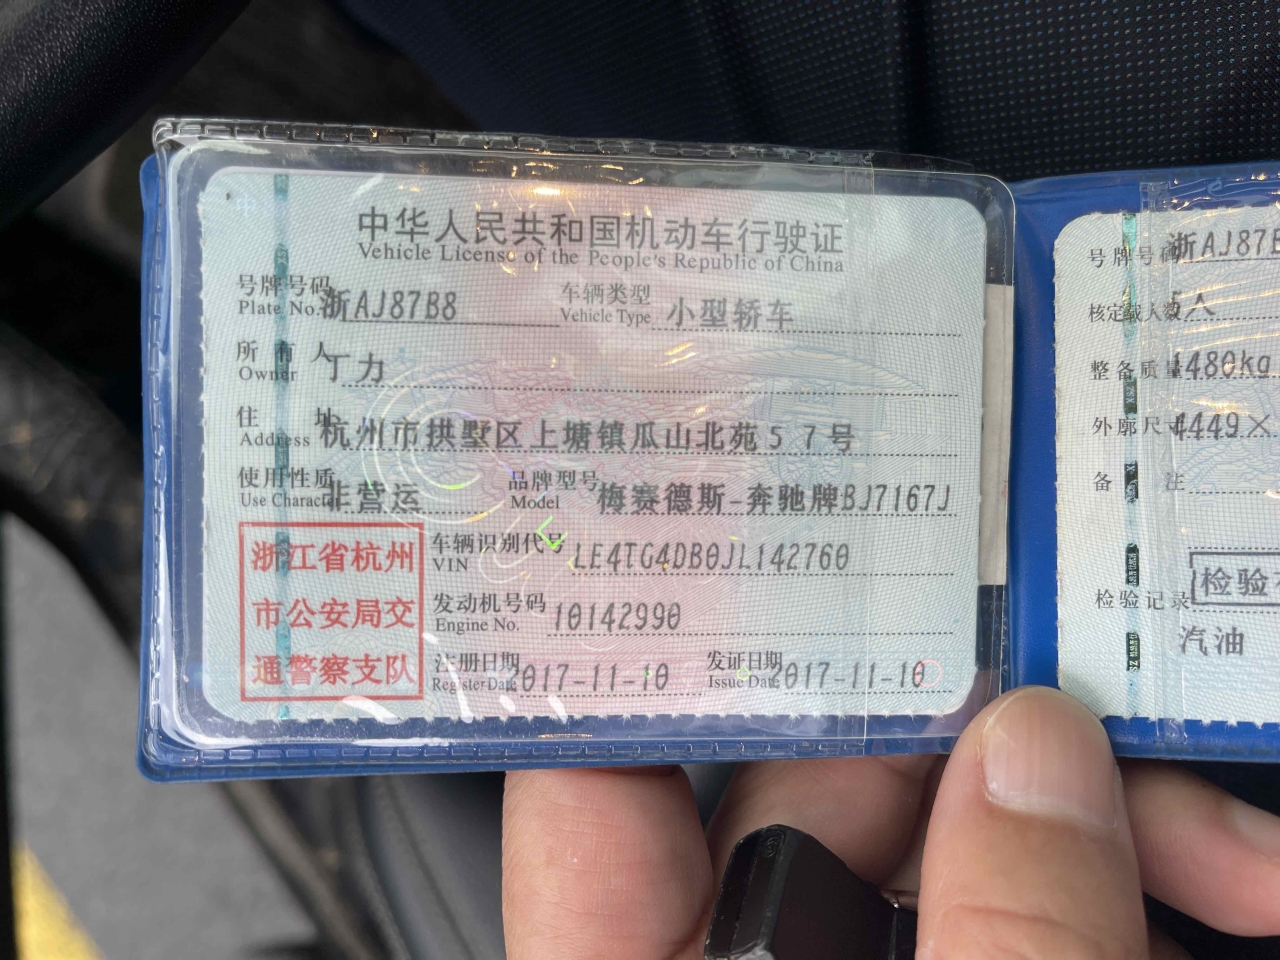 中华人民共和国机动车行驶证
Vehicle License of the People's Republic of China
号牌号码 浙AJ87B8 车辆类型 小型轿车
Plate No. Vehicle Type
所有人 丁力
Owner
住址 杭州市拱墅区上塘镇瓜山北苑57号
Address
使用性质 非营运 品牌型号 梅赛德斯-奔驰牌BJ7167J
Use Character Model
浙江省杭州
市公安局交
通警察支队
车辆识别代号 LE4TG4DB0JL142760
VIN
发动机号码 10142990
Engine No.
注册日期 2017-11-10 发证日期 2017-11-10
Register Date Issue Date
号牌号码 浙AJ87B
核定载人数 5人
整备质量 1480kg
外廓尺寸 4449×
备注
检验记录 检验
汽油